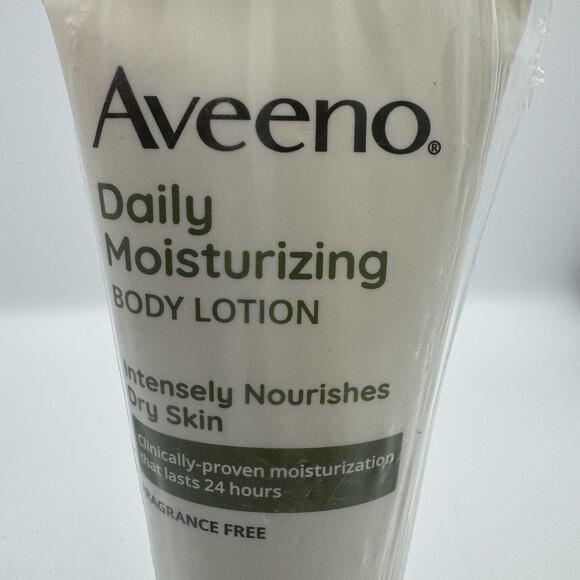 Aveeno®
Daily
Moisturizing
BODY LOTION
Intensely Nourishes
Dry Skin
Clinically-proven moisturization
that lasts 24 hours
FRAGRANCE FREE